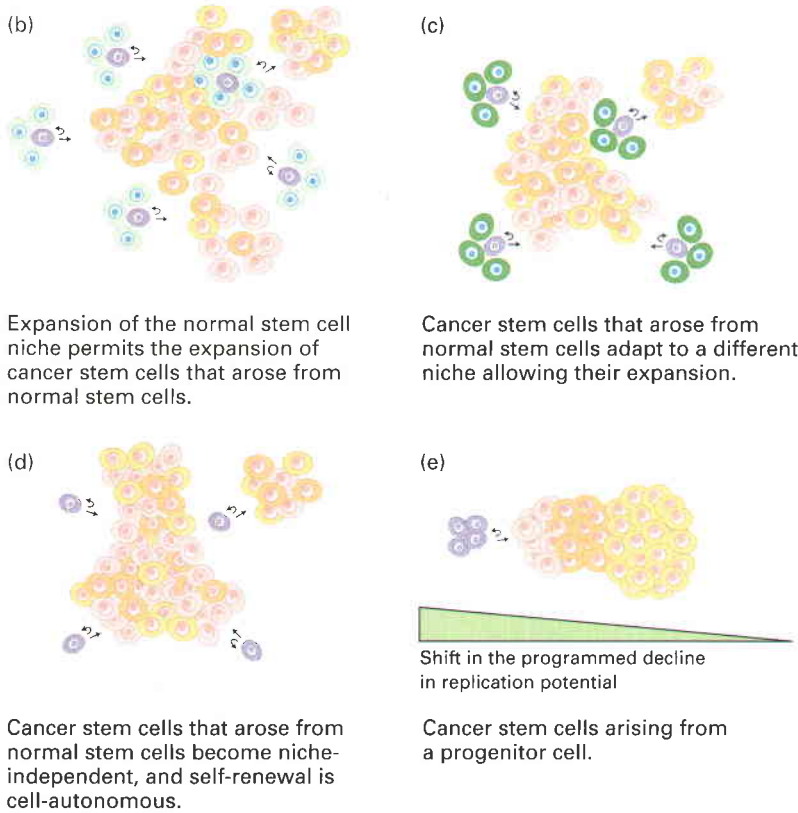 (b)
Expansion of the normal stem cell
niche permits the expansion of
cancer stem cells that arose from
normal stem cells.
(c)
Cancer stem cells that arose from
normal stem cells adapt to a different
niche allowing their expansion.
(d)
Cancer stem cells that arose from
normal stem cells become niche-
independent, and self-renewal is
cell-autonomous.
(e)
Shift in the programmed decline
in replication potential
Cancer stem cells arising from
a progenitor cell.